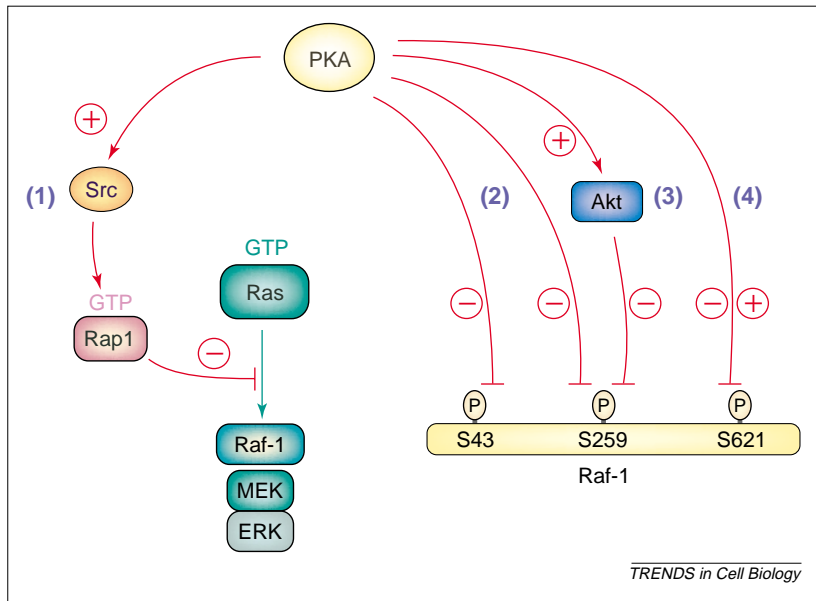 PKA
+
+
(1)
Src
(2)
Akt
(3)
(4)
GTP
Ras
GTP
Rap1
−
−
−
−
−
+
P
P
P
S43
S259
S621
Raf-1
Raf-1
MEK
ERK
TRENDS in Cell Biology